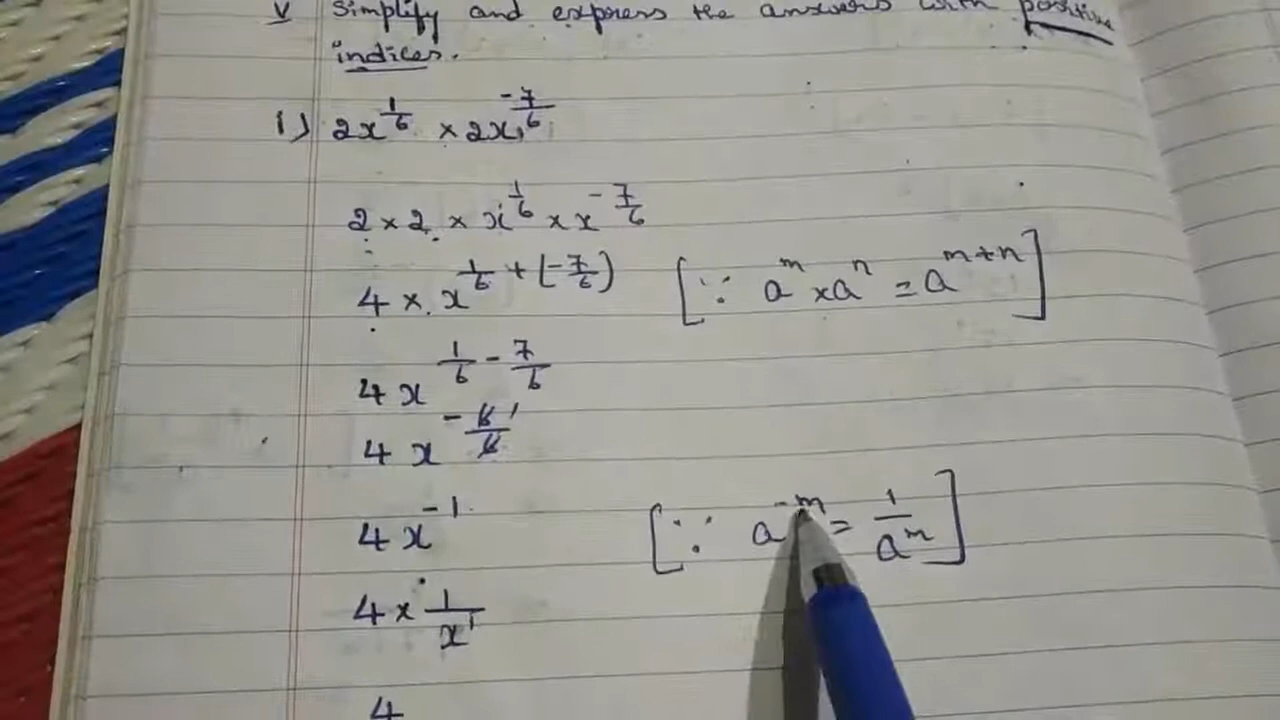 V Simplify and express the answers with positive
indices.
1) 2x^(1/6) × 2x^(-7/6)
2 × 2 × x^(1/6) × x^(-7/6)
4 × x^(1/6 + (-7/6)) [∵ a^m × a^n = a^(m+n)]
4x^(1/6 - 7/6)
4x^(-6/6) 1
4x^(-1) [∵ a^(-m) = 1/a^m]
4 × 1/x^1
4